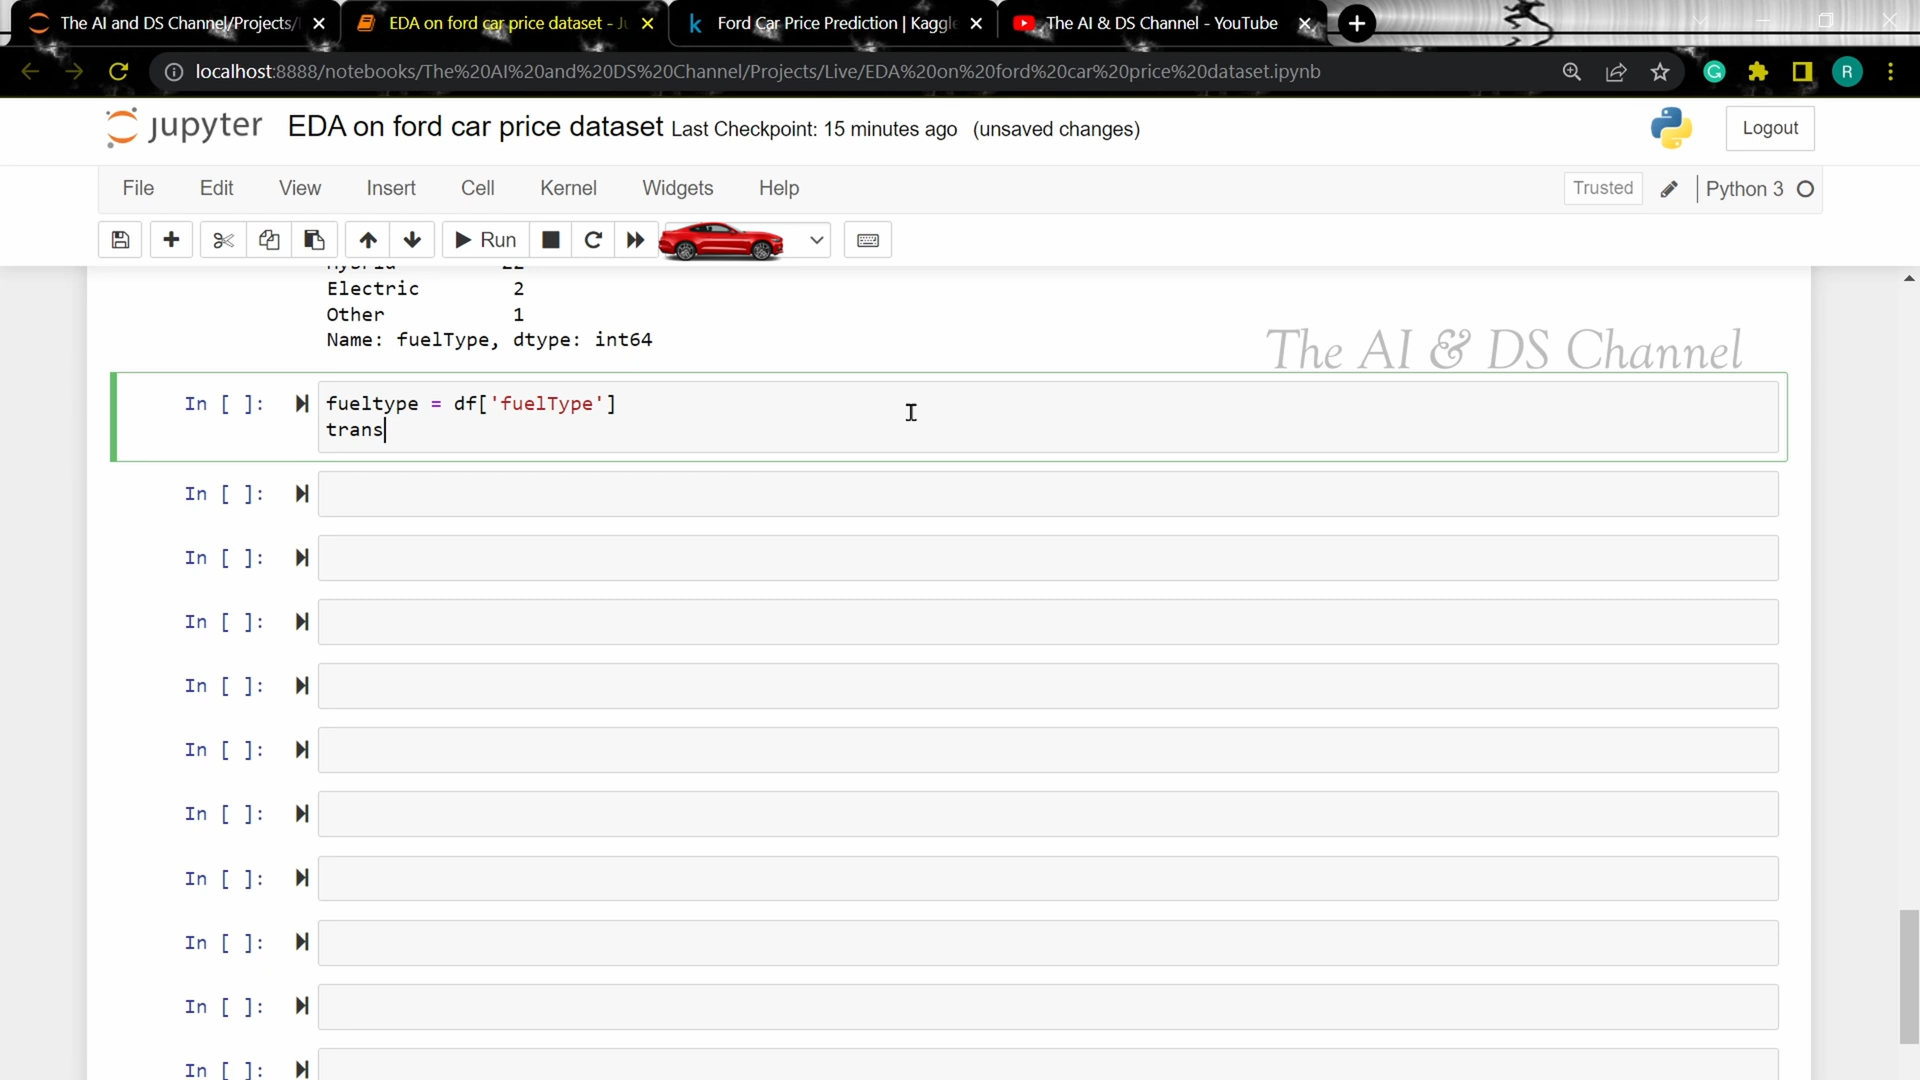 The AI and DS Channel/Projects/
EDA on ford car price dataset - Ju
Ford Car Price Prediction | Kaggle
The AI & DS Channel - YouTube
localhost:8888/notebooks/The%20AI%20and%20DS%20Channel/Projects/Live/EDA%20on%20ford%20car%20price%20dataset.ipynb
G
R
jupyter EDA on ford car price dataset Last Checkpoint: 15 minutes ago (unsaved changes)
Logout
File Edit View Insert Cell Kernel Widgets Help
Trusted
Python 3
Run
Hybrid 22
Electric 2
Other 1
Name: fuelType, dtype: int64
The AI & DS Channel
In [ ]: fueltype = df['fuelType']
trans
In [ ]:
In [ ]:
In [ ]:
In [ ]:
In [ ]:
In [ ]:
In [ ]:
In [ ]:
In [ ]:
In [ ]: